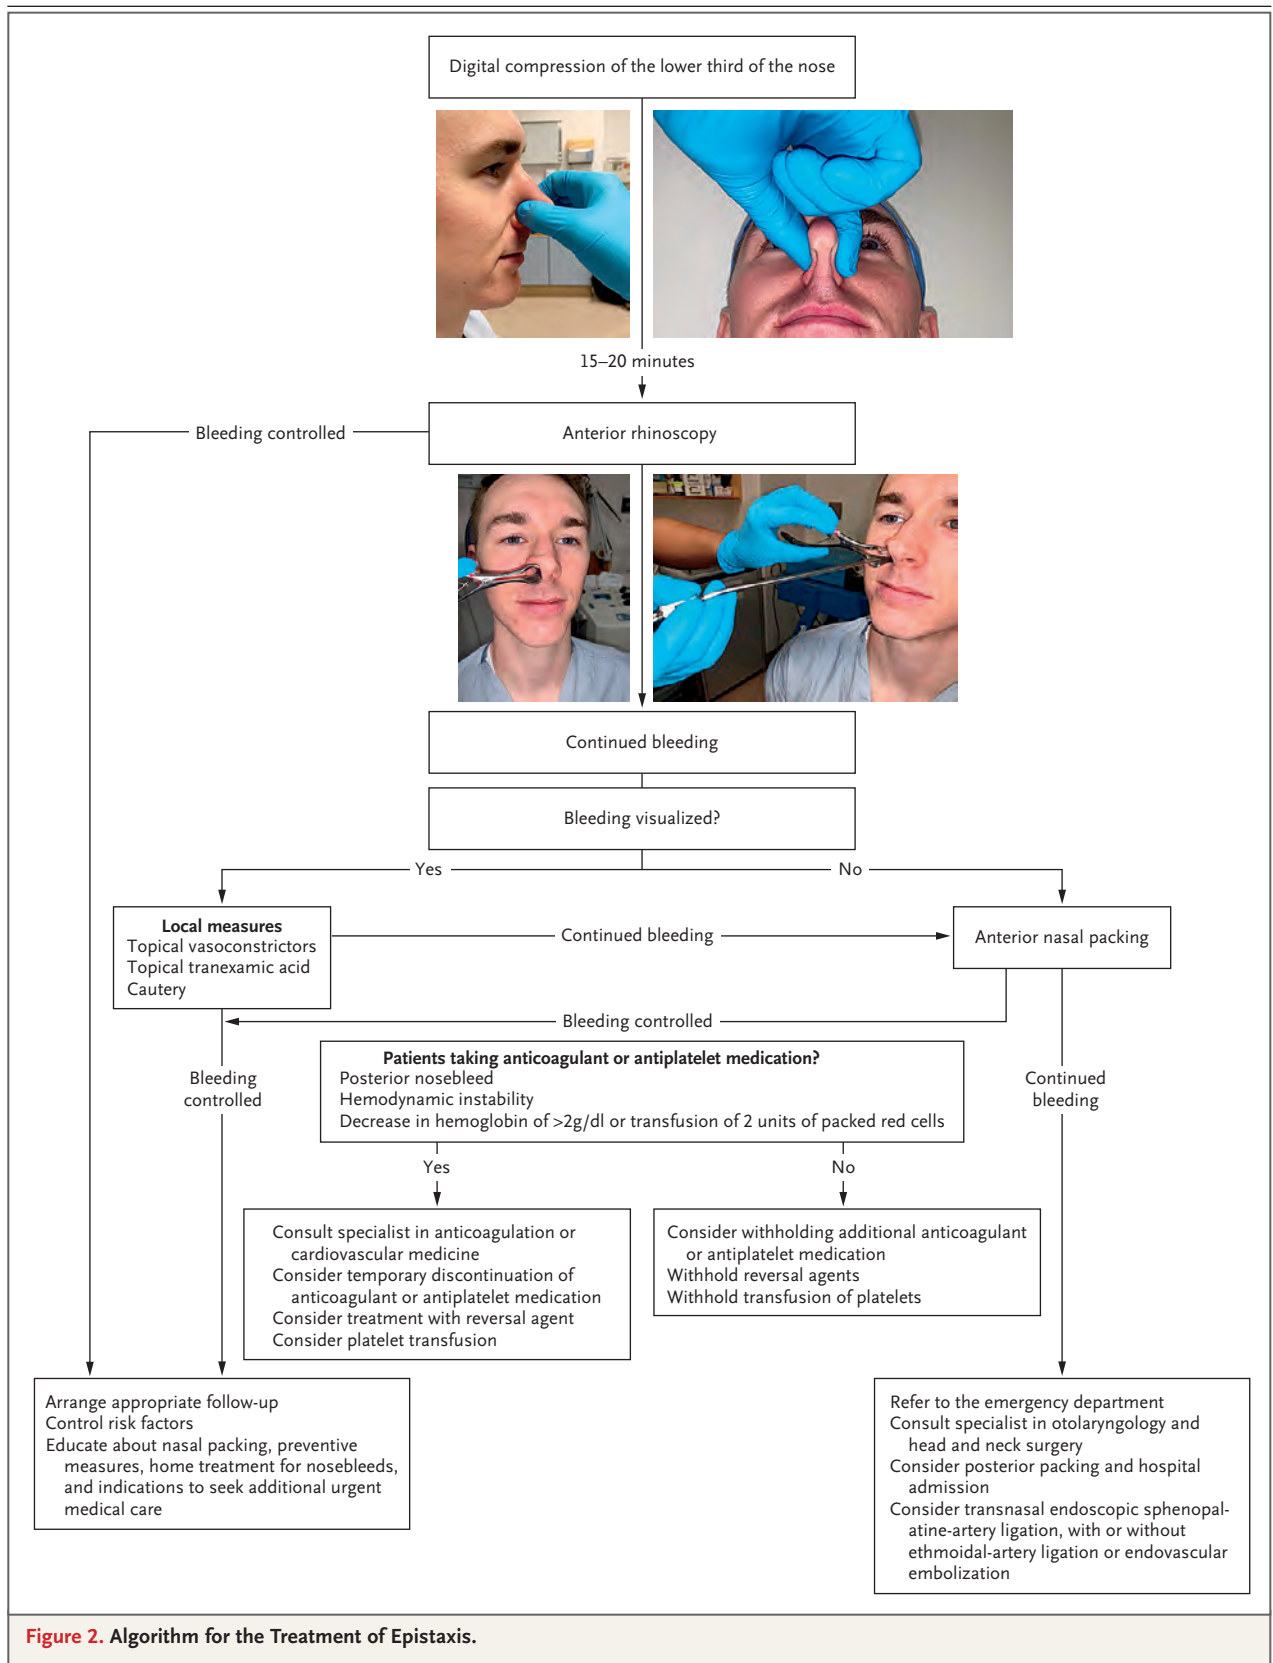 Digital compression of the lower third of the nose
15–20 minutes
Bleeding controlled
Anterior rhinoscopy
Continued bleeding
Bleeding visualized?
Yes
No
Local measures
Topical vasoconstrictors
Topical tranexamic acid
Cautery
Continued bleeding
Anterior nasal packing
Bleeding controlled
Bleeding
controlled
Patients taking anticoagulant or antiplatelet medication?
Posterior nosebleed
Hemodynamic instability
Decrease in hemoglobin of >2g/dl or transfusion of 2 units of packed red cells
Continued
bleeding
Yes
No
Consult specialist in anticoagulation or
cardiovascular medicine
Consider temporary discontinuation of
anticoagulant or antiplatelet medication
Consider treatment with reversal agent
Consider platelet transfusion
Consider withholding additional anticoagulant
or antiplatelet medication
Withhold reversal agents
Withhold transfusion of platelets
Arrange appropriate follow-up
Control risk factors
Educate about nasal packing, preventive
measures, home treatment for nosebleeds,
and indications to seek additional urgent
medical care
Refer to the emergency department
Consult specialist in otolaryngology and
head and neck surgery
Consider posterior packing and hospital
admission
Consider transnasal endoscopic sphenopal-
atine-artery ligation, with or without
ethmoidal-artery ligation or endovascular
embolization
Figure 2. Algorithm for the Treatment of Epistaxis.